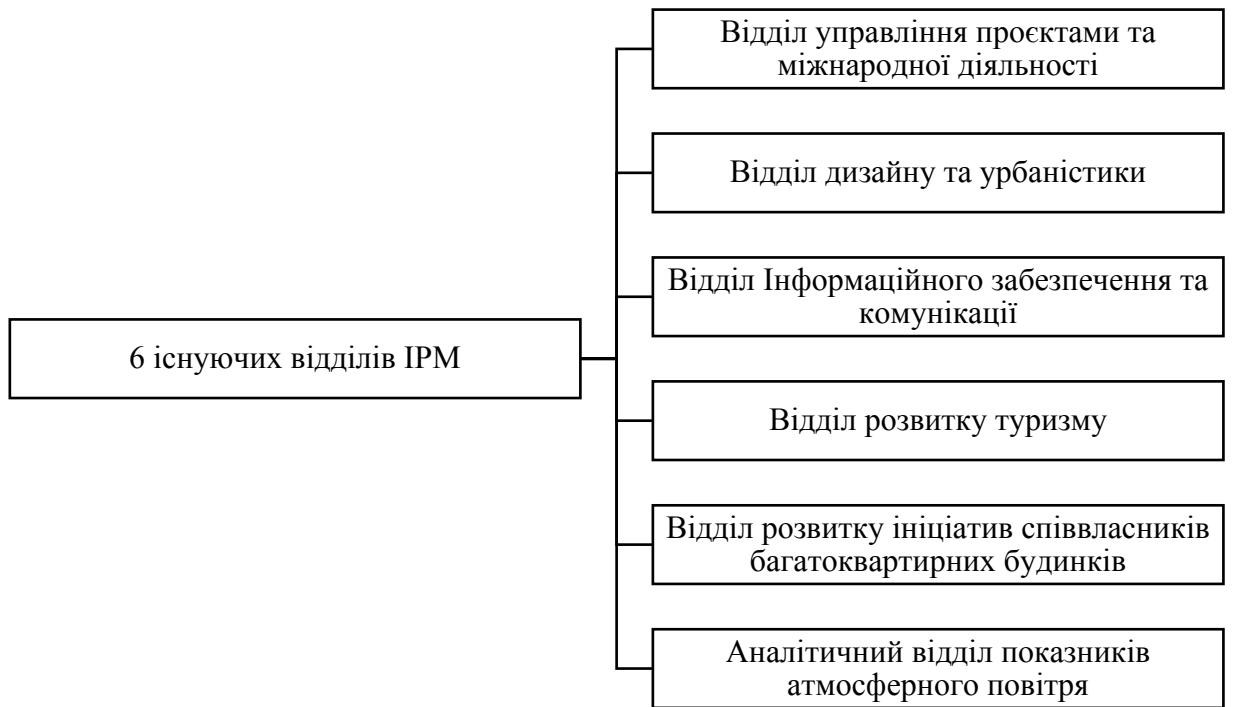 Відділ управління проєктами та
міжнародної діяльності
Відділ дизайну та урбаністики
Відділ Інформаційного забезпечення та
комунікації
6 існуючих відділів ІРМ
Відділ розвитку туризму
Відділ розвитку ініціатив співвласників
багатоквартирних будинків
Аналітичний відділ показників
атмосферного повітря